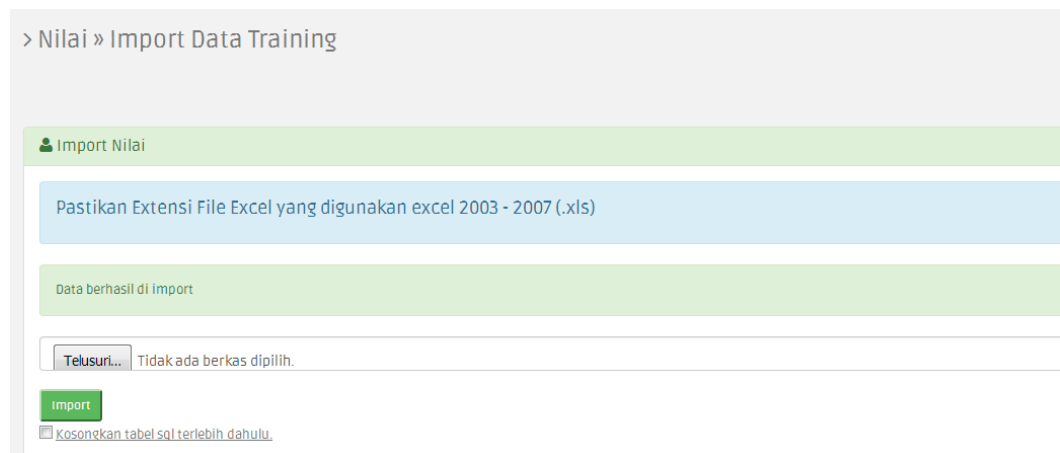 > Nilai » Import Data Training
Import Nilai
Pastikan Extensi File Excel yang digunakan excel 2003 - 2007 (.xls)
Data berhasil di import
Telusuri... Tidak ada berkas dipilih.
Import
Kosongkan tabel sql terlebih dahulu.